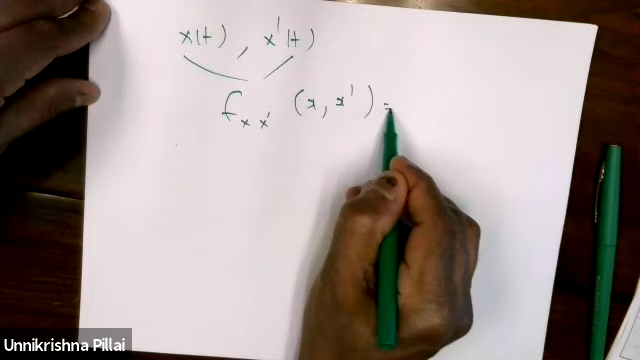 x(t) , x'(t)
f_{xx'} (x, x') =
Unnikrishna Pillai